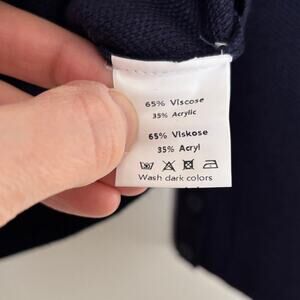 65% Viscose
35% Acrylic
65% Viskose
35% Acryl
Wash dark colors